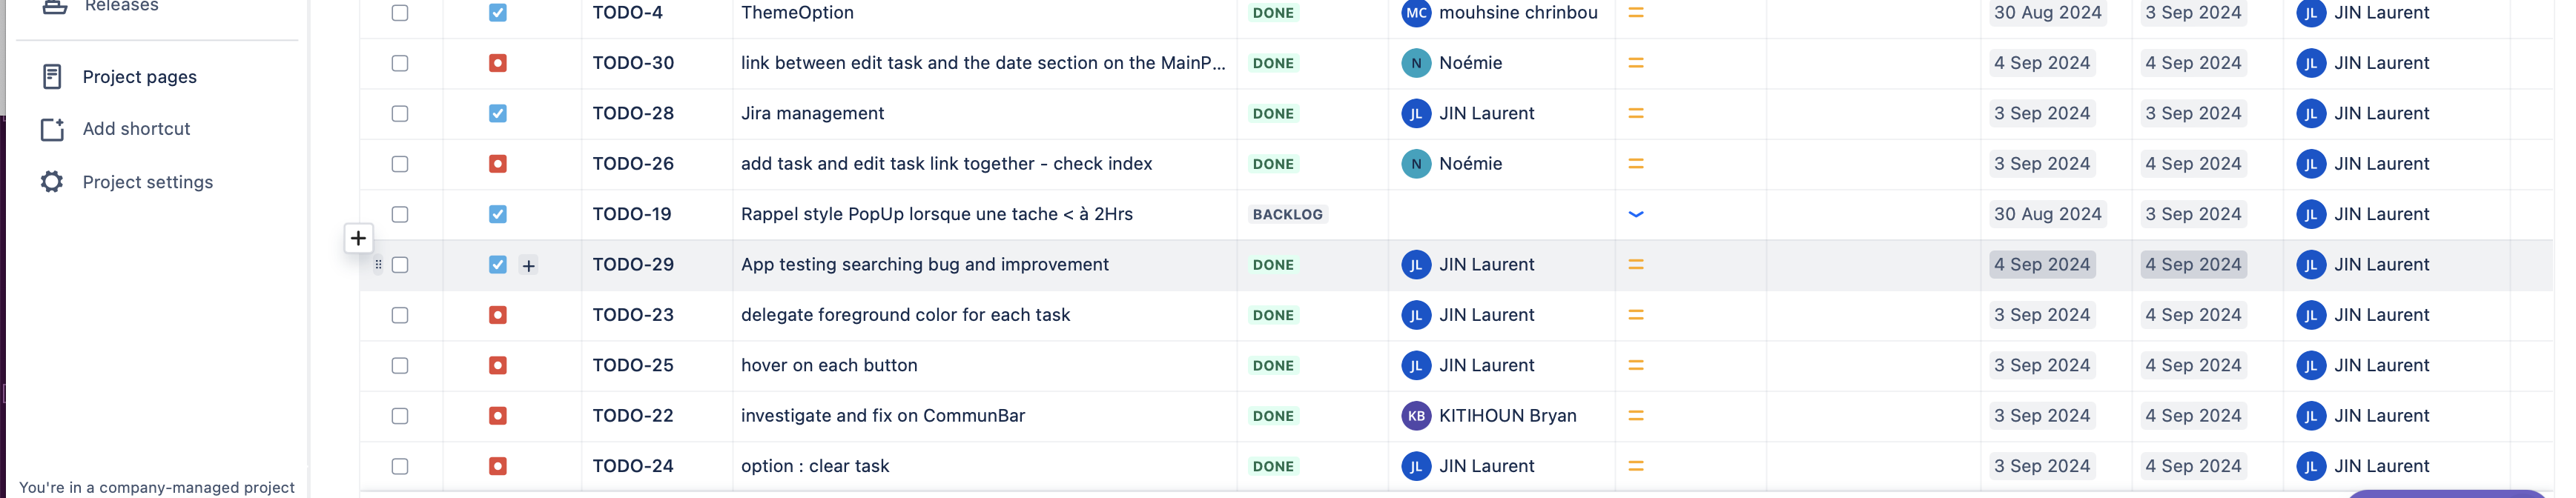 Releases
Project pages
Add shortcut
Project settings
You're in a company-managed project
TODO-4 ThemeOption DONE MC mouhsine chrinbou 30 Aug 2024 3 Sep 2024 JL JIN Laurent
TODO-30 link between edit task and the date section on the MainP... DONE N Noémie 4 Sep 2024 4 Sep 2024 JL JIN Laurent
TODO-28 Jira management DONE JL JIN Laurent 3 Sep 2024 3 Sep 2024 JL JIN Laurent
TODO-26 add task and edit task link together - check index DONE N Noémie 3 Sep 2024 4 Sep 2024 JL JIN Laurent
TODO-19 Rappel style PopUp lorsque une tache < à 2Hrs BACKLOG 30 Aug 2024 3 Sep 2024 JL JIN Laurent
TODO-29 App testing searching bug and improvement DONE JL JIN Laurent 4 Sep 2024 4 Sep 2024 JL JIN Laurent
TODO-23 delegate foreground color for each task DONE JL JIN Laurent 3 Sep 2024 4 Sep 2024 JL JIN Laurent
TODO-25 hover on each button DONE JL JIN Laurent 3 Sep 2024 4 Sep 2024 JL JIN Laurent
TODO-22 investigate and fix on CommunBar DONE KB KITIHOUN Bryan 3 Sep 2024 4 Sep 2024 JL JIN Laurent
TODO-24 option : clear task DONE JL JIN Laurent 3 Sep 2024 4 Sep 2024 JL JIN Laurent